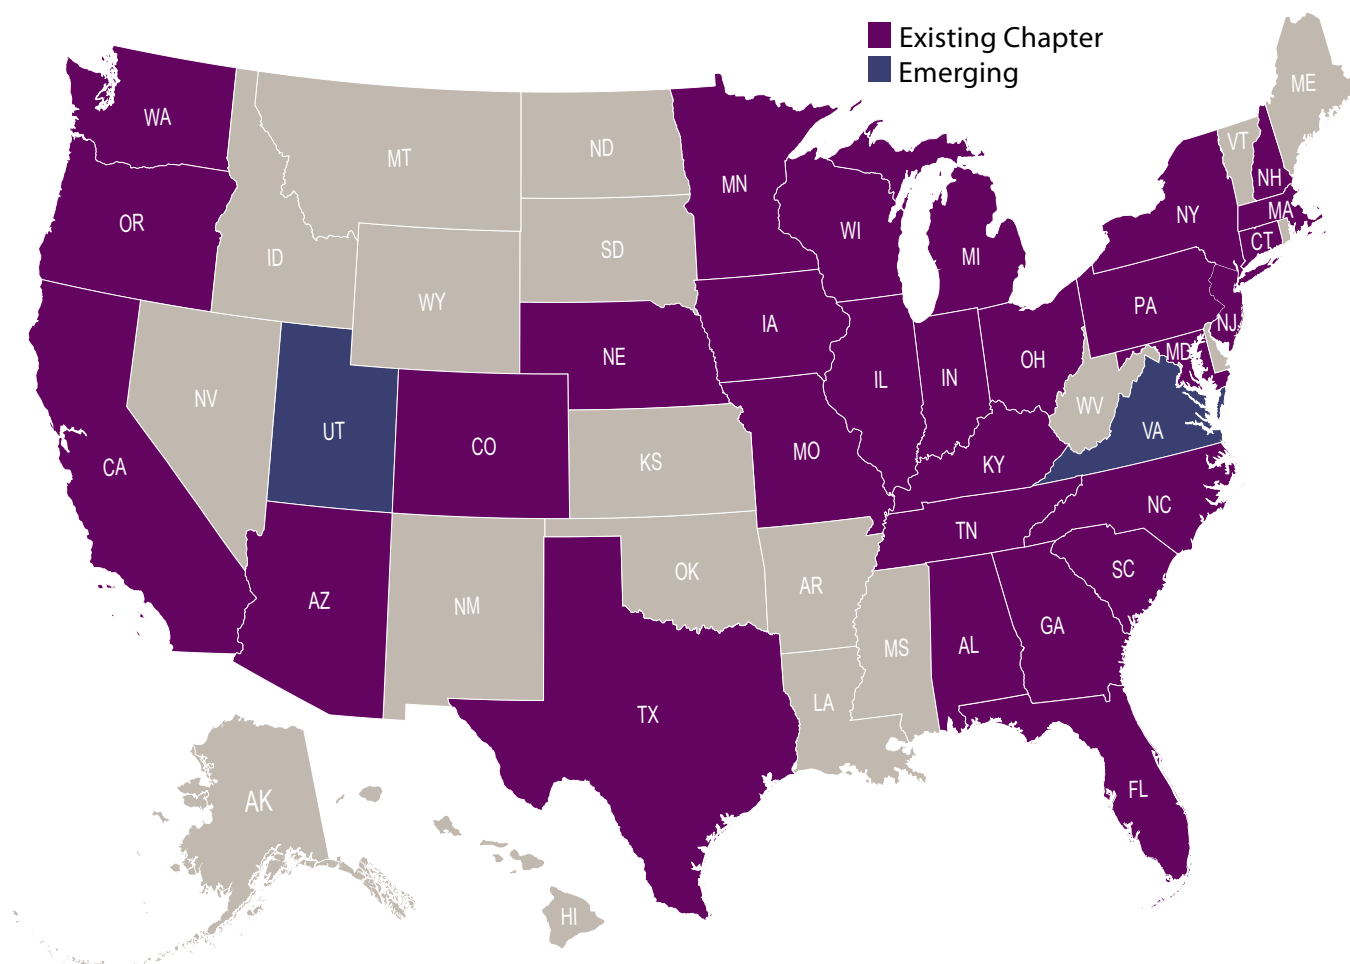 Existing Chapter
Emerging
ME
WA
VT
MT
ND
NH
MN
NY
MA
OR
WI
CT
ID
SD
MI
WY
PA
IA
NJ
NE
OH
MD
IL
IN
NV
WV
UT
VA
CO
MO
CA
KS
KY
NC
TN
OK
SC
AZ
NM
AR
GA
AL
MS
LA
TX
FL
AK
HI